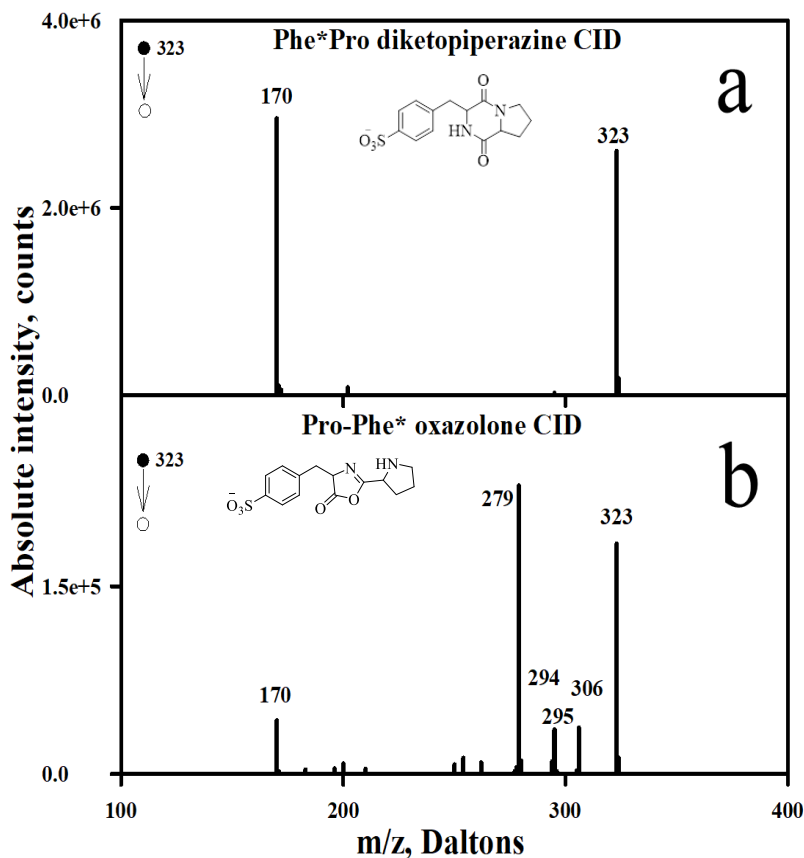 4.0e+6
Phe*Pro diketopiperazine CID
323
a
170
O
N
323
HN
⁻O₃S
O
2.0e+6
0.0
Pro-Phe* oxazolone CID
323
HN
N
b
279
323
⁻O₃S
O
O
1.5e+5
294
306
170
295
0.0
100
200
300
400
m/z, Daltons
Absolute intensity, counts